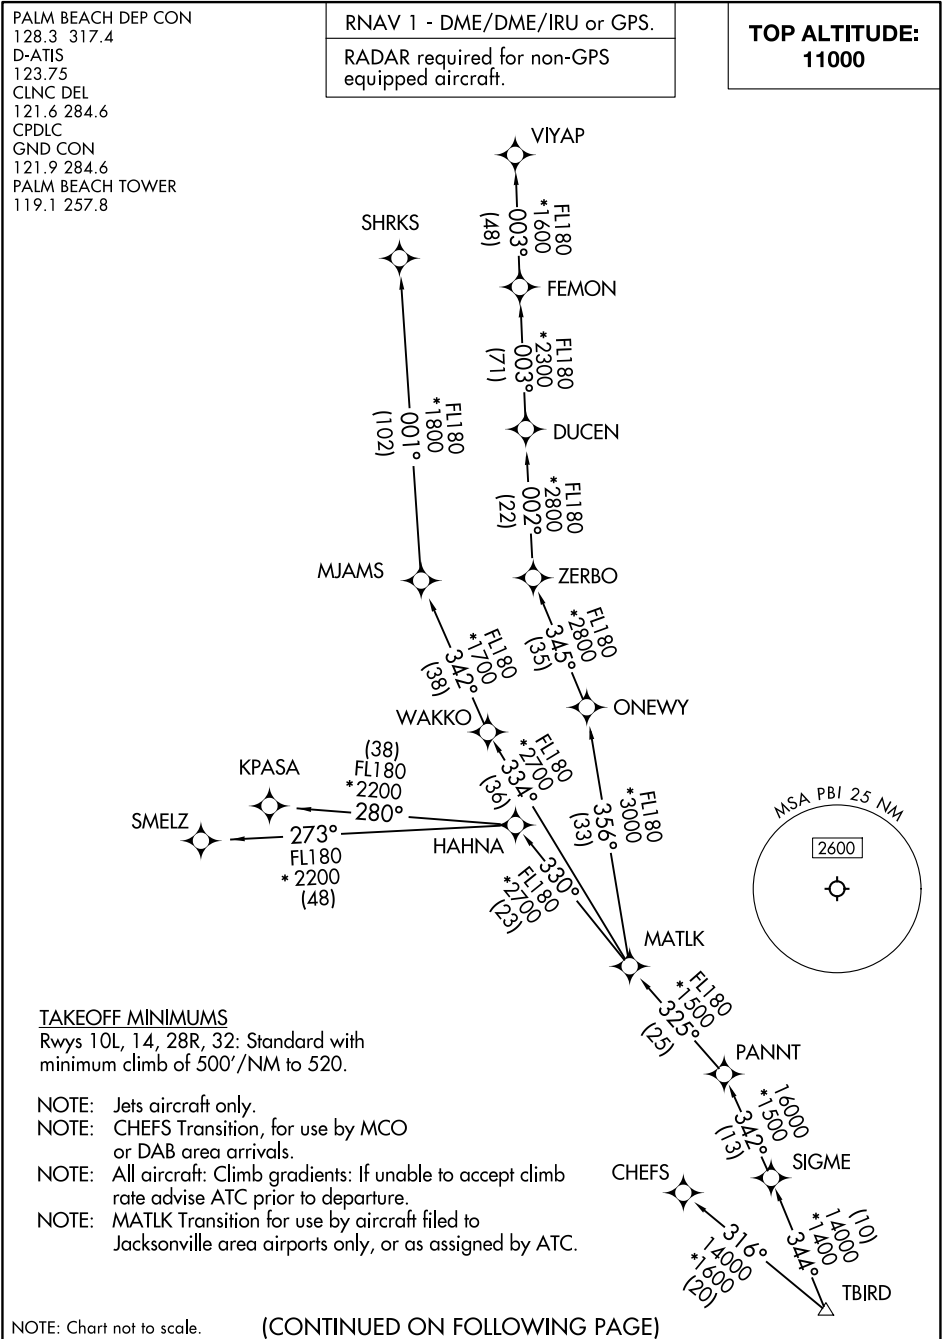 PALM BEACH DEP CON
128.3 317.4
D-ATIS
123.75
CLNC DEL
121.6 284.6
CPDLC
GND CON
121.9 284.6
PALM BEACH TOWER
119.1 257.8
RNAV 1 - DME/DME/IRU or GPS.
RADAR required for non-GPS
equipped aircraft.
TOP ALTITUDE:
11000
VIYAP
FL180
*1600
003°
(48)
SHRKS
FEMON
FL180
*2300
003°
(71)
FL180
*1800
001°
(102)
DUCEN
FL180
*2800
002°
(22)
MJAMS
ZERBO
FL180
*1700
342°
(38)
FL180
*2800
345°
(35)
WAKKO
ONEWY
KPASA
(38)
FL180
*2200
280°
FL180
*2700
334°
(36)
FL180
*3000
356°
(33)
SMELZ
273°
FL180
*2200
(48)
HAHNA
330°
FL180
*2700
(23)
MSA PBI 25 NM
2600
MATLK
FL180
*1500
325°
(25)
PANNT
16000
*1500
342°
(13)
SIGME
CHEFS
(10)
14000
*1400
344°
316°
14000
*1600
(20)
TBIRD
TAKEOFF MINIMUMS
Rwys 10L, 14, 28R, 32: Standard with
minimum climb of 500'/NM to 520.
NOTE: Jets aircraft only.
NOTE: CHEFS Transition, for use by MCO
or DAB area arrivals.
NOTE: All aircraft: Climb gradients: If unable to accept climb
rate advise ATC prior to departure.
NOTE: MATLK Transition for use by aircraft filed to
Jacksonville area airports only, or as assigned by ATC.
NOTE: Chart not to scale.
(CONTINUED ON FOLLOWING PAGE)